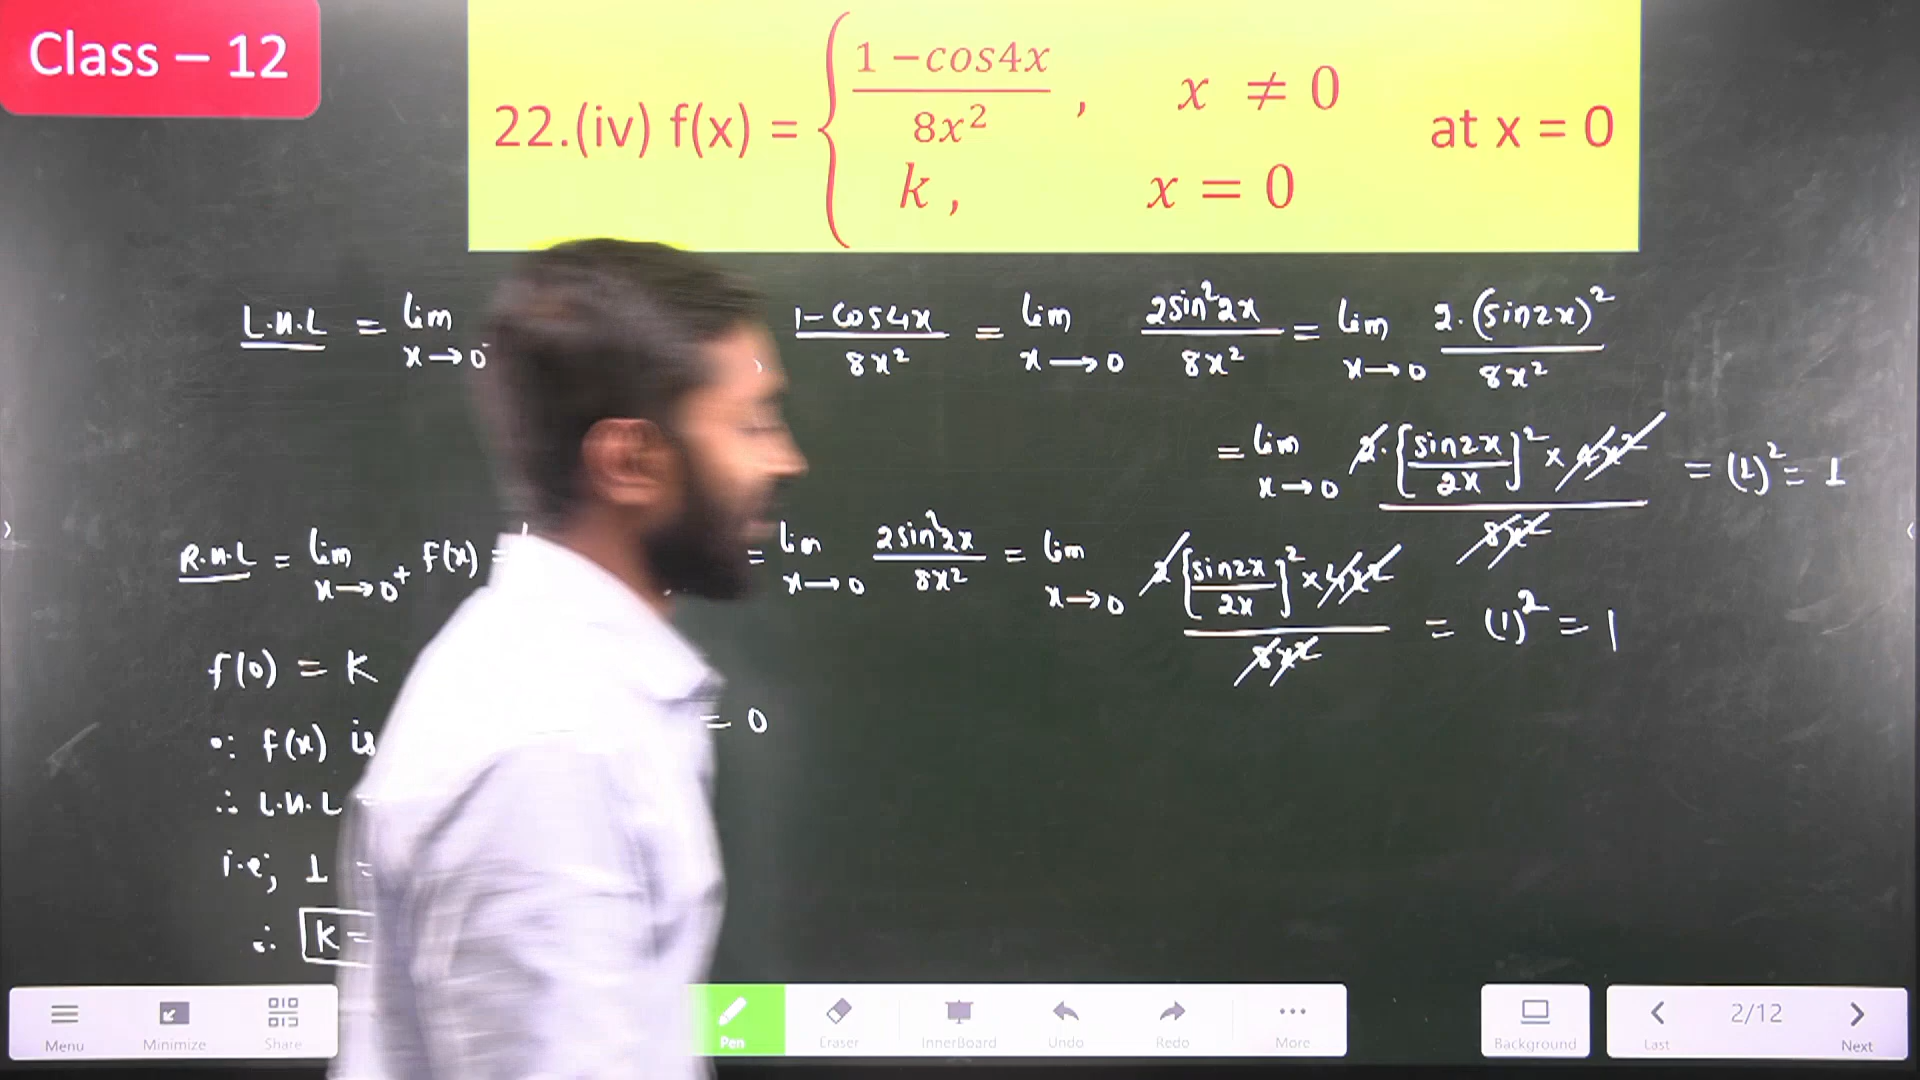 Class – 12
22.(iv) f(x) = { 1 −cos4x / 8x² , x ≠ 0 at x = 0
k , x = 0
L.H.L = lim x→0⁻ 1-cos4x / 8x² = lim x→0 2sin²2x / 8x² = lim x→0 2.(sin2x)² / 8x²
= lim x→0 2.[sin2x / 2x]² × 4x² / 8x² = (1)² = 1
R.H.L = lim x→0⁺ f(x) = = lim x→0 2sin²2x / 8x² = lim x→0 2[sin2x / 2x]² × 4x² / 8x² = (1)² = 1
f(0) = K
∵ f(x) is = 0
∴ L.H.L =
i.e; 1 =
∴ K =
Menu
Minimize
Share
Pen
Eraser
InnerBoard
Undo
Redo
More
Background
Last
2/12
Next